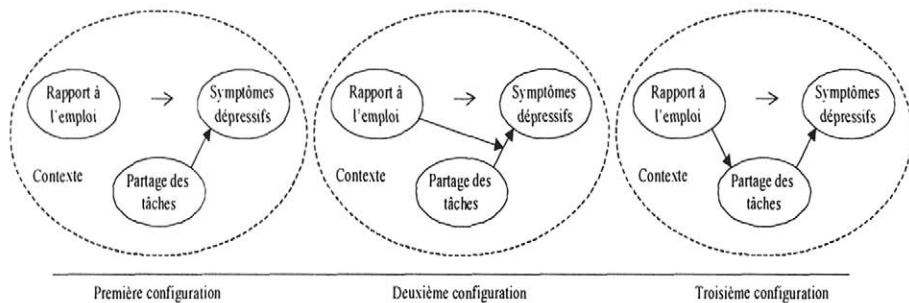 Rapport à
l'emploi
Symptômes
dépressifs
Contexte
Partage des
tâches
Rapport à
l'emploi
Symptômes
dépressifs
Contexte
Partage des
tâches
Rapport à
l'emploi
Symptômes
dépressifs
Contexte
Partage des
tâches
Première configuration
Deuxième configuration
Troisième configuration